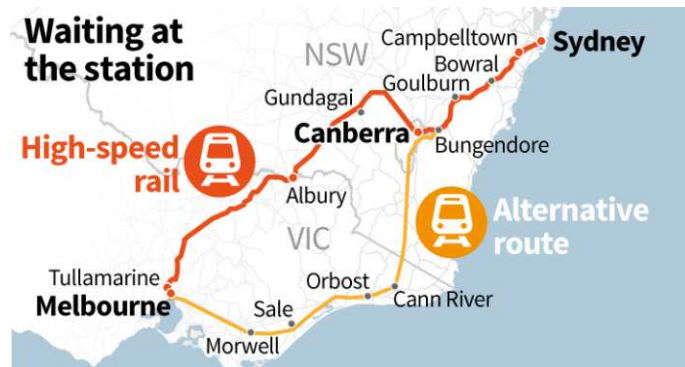 Waiting at
the station
NSW
Campbelltown
Sydney
Bowral
Goulburn
Gundagai
Canberra
Bungendore
High-speed
rail
Albury
Alternative
route
VIC
Tullamarine
Melbourne
Orbost
Cann River
Sale
Morwell